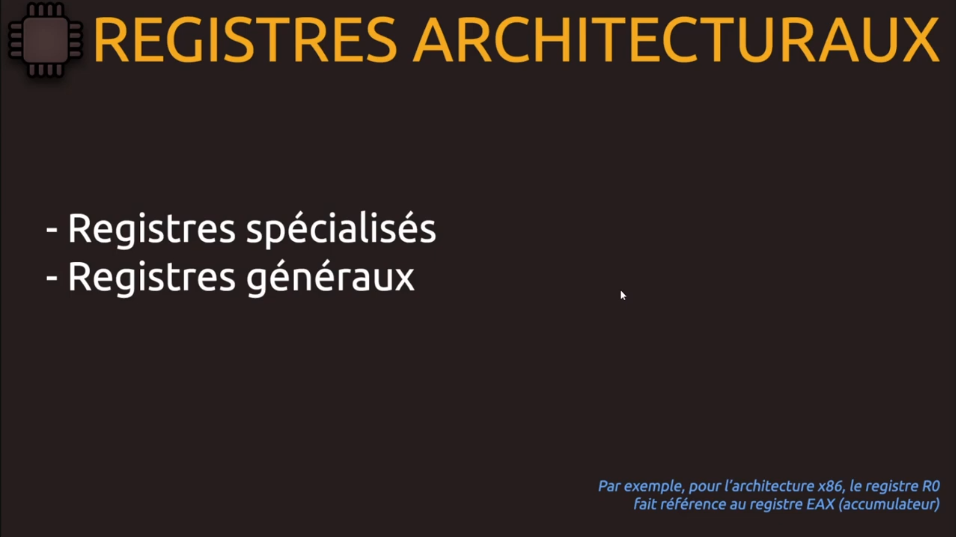 REGISTRES ARCHITECTURAUX
- Registres spécialisés
- Registres généraux
Par exemple, pour l'architecture x86, le registre R0
fait référence au registre EAX (accumulateur)